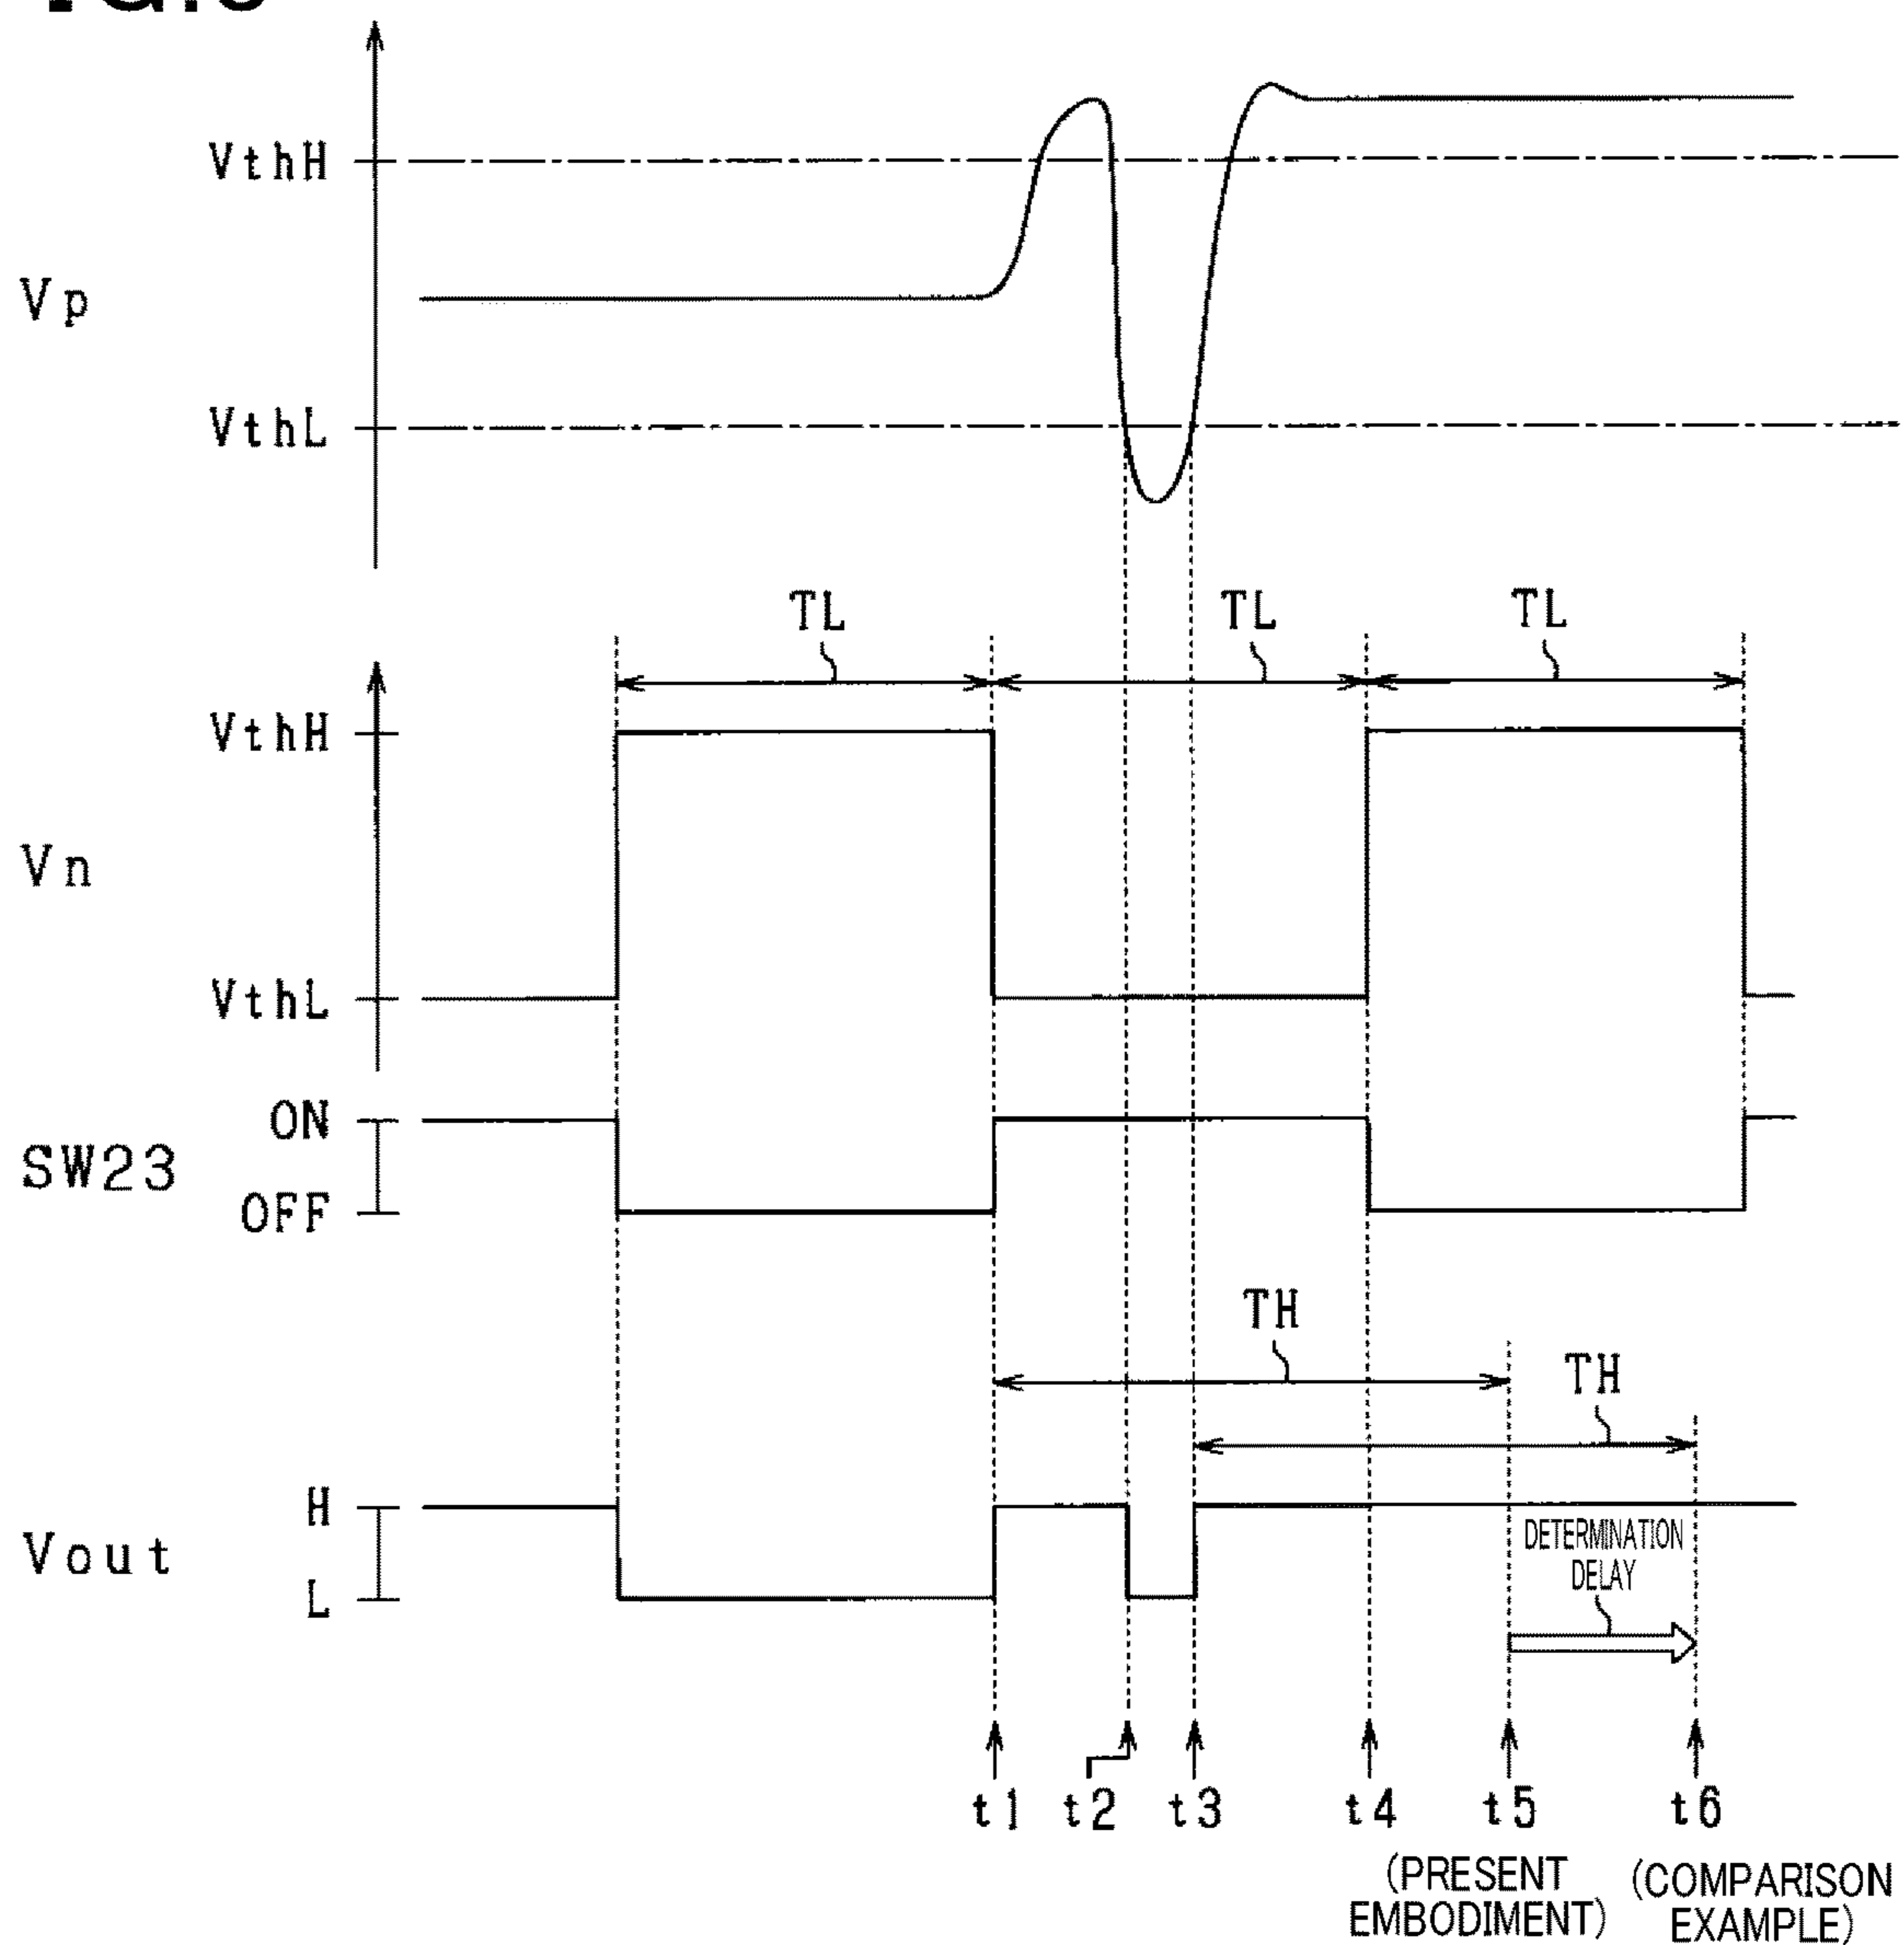 VthH
Vp
VthL
TL TL TL
VthH
Vn
VthL
ON
SW23
OFF
TH
TH
H
Vout
L
DETERMINATION
DELAY
t1 t2 t3 t4 t5 t6
(PRESENT
EMBODIMENT)
(COMPARISON
EXAMPLE)